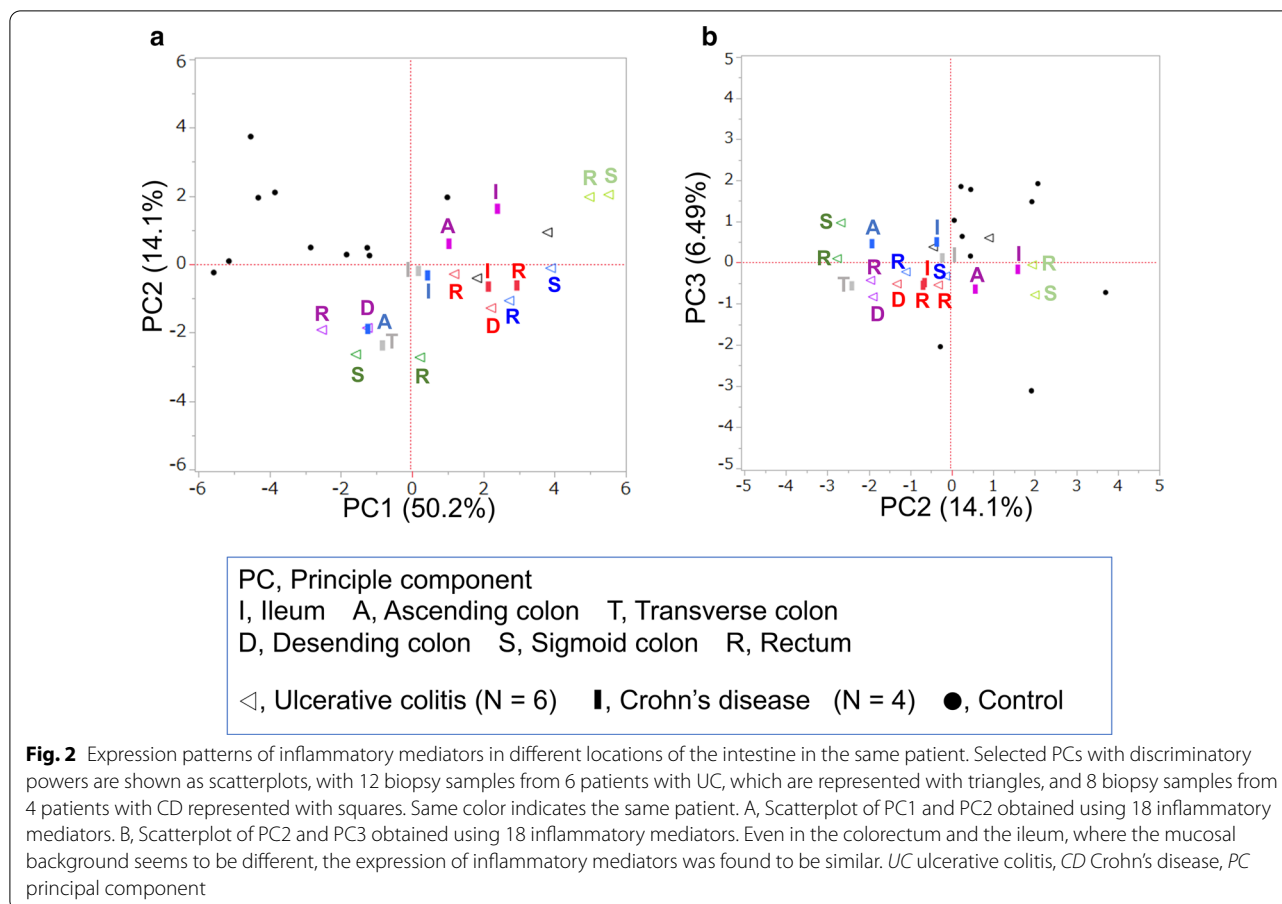 a
b
6
4
2
0
-2
-4
-6
PC2 (14.1%)
-6 -4 -2 0 2 4 6
PC1 (50.2%)
I
A
R S
I
I
R
I
R
S
R
D
R
D
A
T
S
R
5
4
3
2
1
0
-1
-2
-3
-4
-5
PC3 (6.49%)
-5 -4 -3 -2 -1 0 1 2 3 4 5
PC2 (14.1%)
S
A
I
R
R
R
I
S
I
I
R
T
D
D
R
R
A
S
PC, Principle component
I, Ileum A, Ascending colon T, Transverse colon
D, Desending colon S, Sigmoid colon R, Rectum
◁, Ulcerative colitis (N = 6) ▮, Crohn's disease (N = 4) ●, Control
Fig. 2 Expression patterns of inflammatory mediators in different locations of the intestine in the same patient. Selected PCs with discriminatory
powers are shown as scatterplots, with 12 biopsy samples from 6 patients with UC, which are represented with triangles, and 8 biopsy samples from
4 patients with CD represented with squares. Same color indicates the same patient. A, Scatterplot of PC1 and PC2 obtained using 18 inflammatory
mediators. B, Scatterplot of PC2 and PC3 obtained using 18 inflammatory mediators. Even in the colorectum and the ileum, where the mucosal
background seems to be different, the expression of inflammatory mediators was found to be similar. UC ulcerative colitis, CD Crohn's disease, PC
principal component